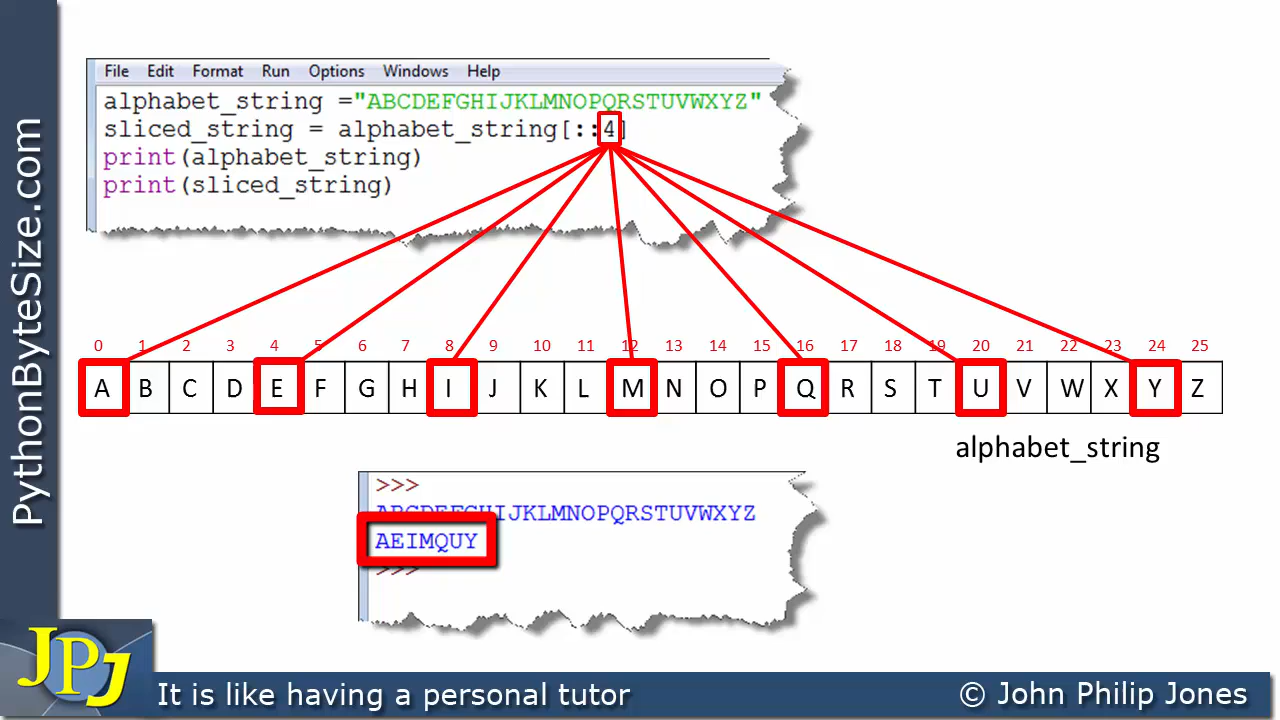 PythonByteSize.com
File Edit Format Run Options Windows Help
alphabet_string ="ABCDEFGHIJKLMNOPQRSTUVWXYZ"
sliced_string = alphabet_string[::4]
print(alphabet_string)
print(sliced_string)
0 1 2 3 4 5 6 7 8 9 10 11 12 13 14 15 16 17 18 19 20 21 22 23 24 25
A B C D E F G H I J K L M N O P Q R S T U V W X Y Z
alphabet_string
>>>
ABCDEFGHIJKLMNOPQRSTUVWXYZ
AEIMQUY
>>>
JPJ
It is like having a personal tutor
© John Philip Jones